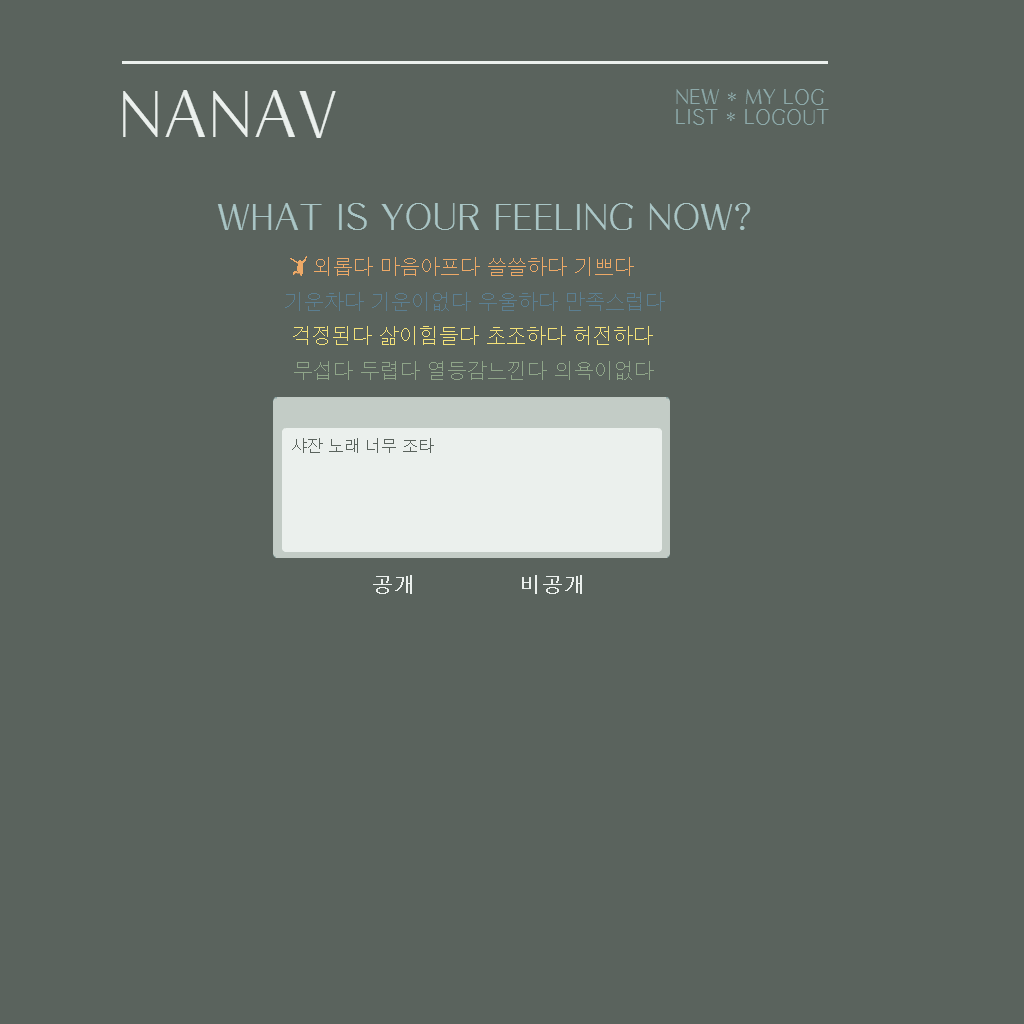 NANAV
NEW * MY LOG
LIST * LOGOUT
WHAT IS YOUR FEELING NOW?
외롭다 마음아프다 쓸쓸하다 기쁘다
기운차다 기운이없다 우울하다 만족스럽다
걱정된다 삶이힘들다 초조하다 허전하다
무섭다 두렵다 열등감느낀다 의욕이없다
샤잔 노래 너무 조타
공개 비공개